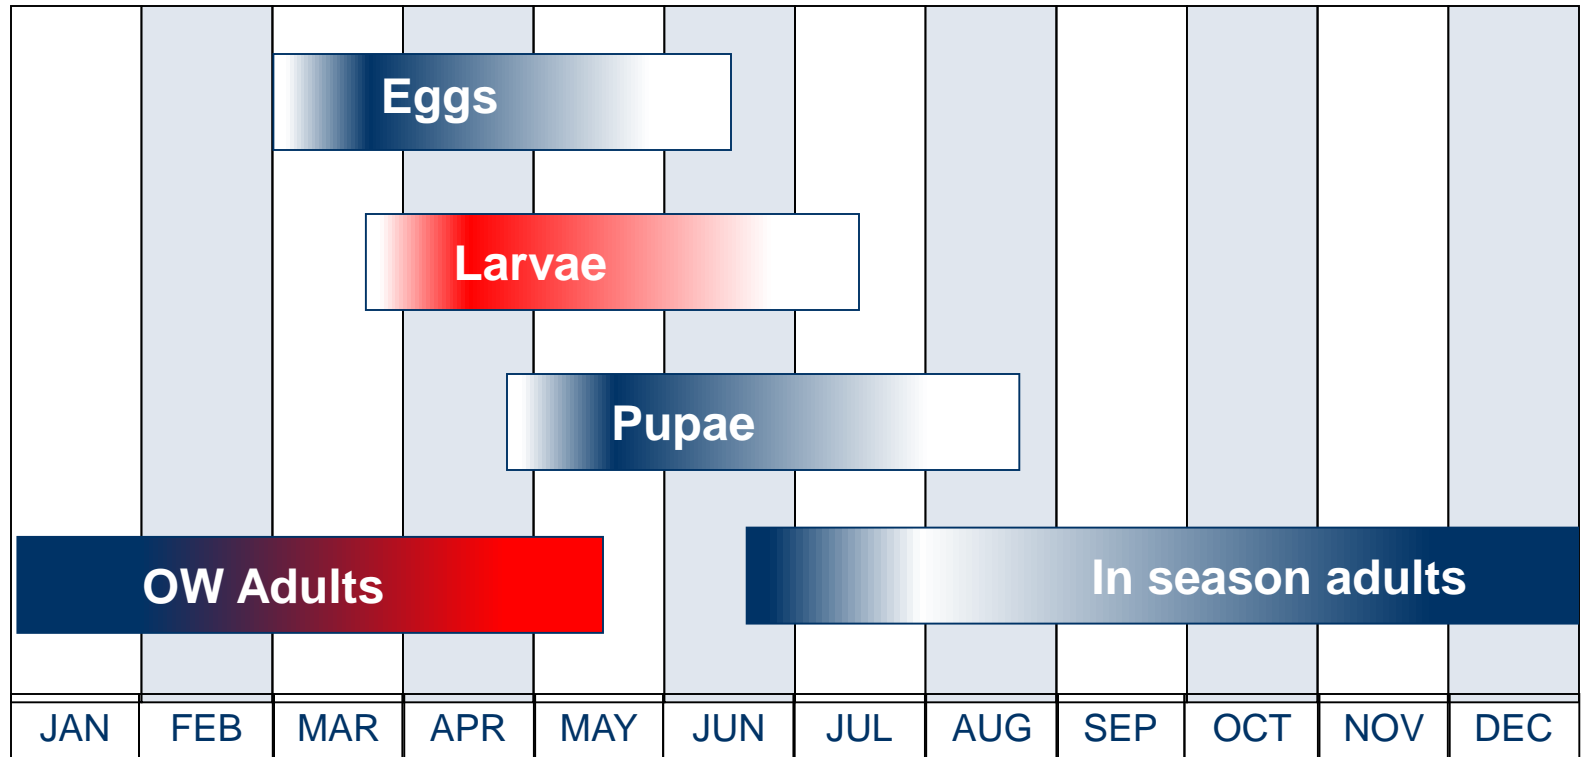 Eggs
Larvae
Pupae
OW Adults
In season adults
JAN FEB MAR APR MAY JUN JUL AUG SEP OCT NOV DEC